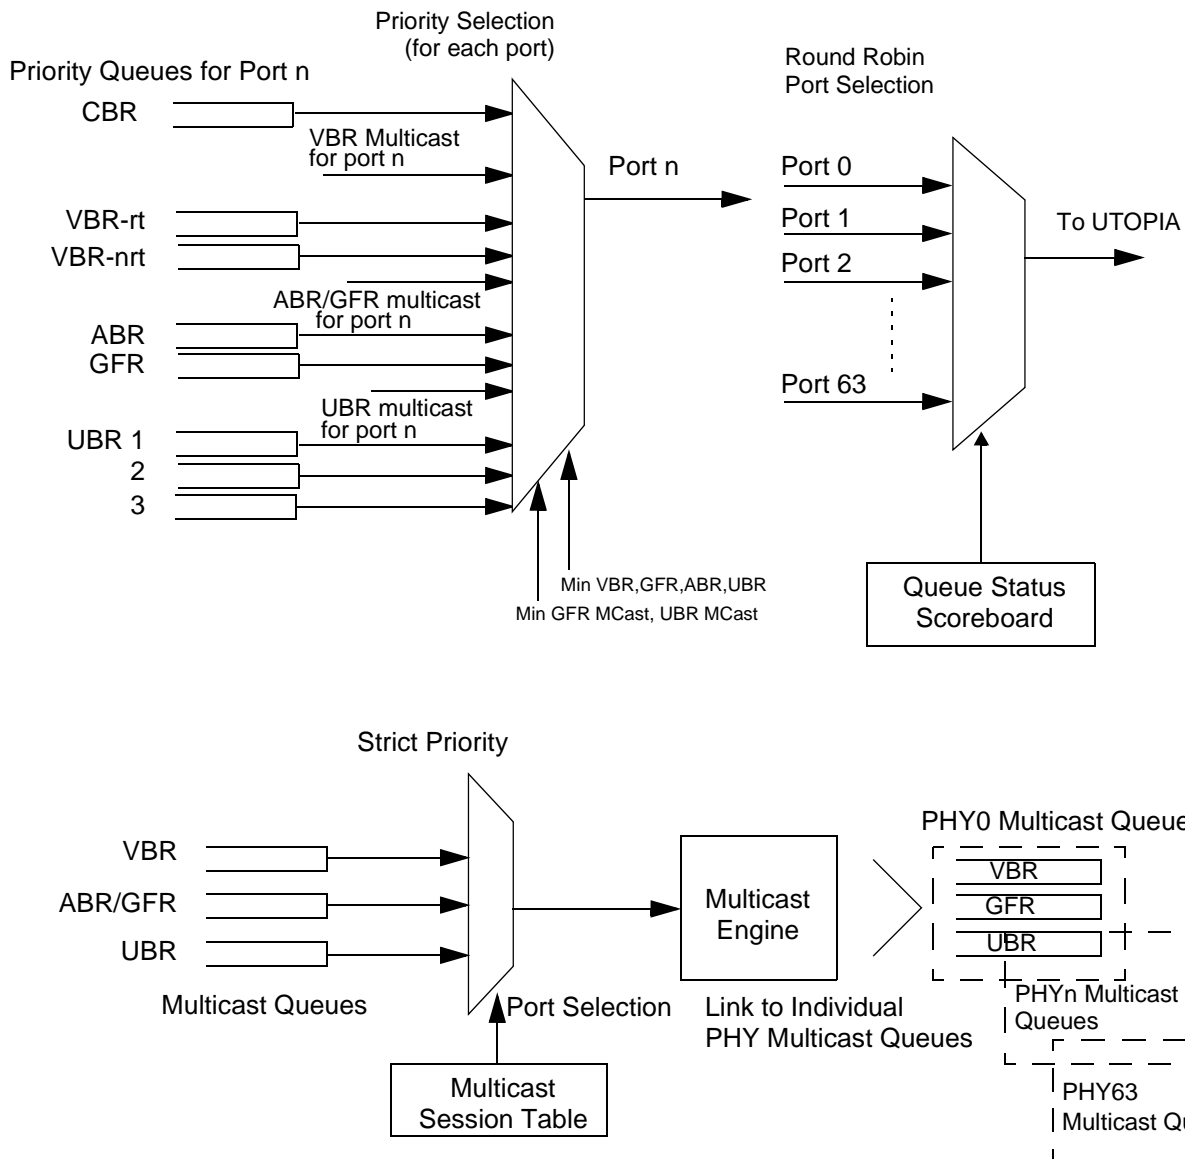 Priority Selection
(for each port)
Priority Queues for Port n
Round Robin
Port Selection
CBR
VBR Multicast
for port n
VBR-rt
VBR-nrt
ABR/GFR multicast
for port n
ABR
GFR
UBR multicast
for port n
UBR 1
2
3
Port n
Port 0
Port 1
Port 2
Port 63
To UTOPIA
Min VBR,GFR,ABR,UBR
Min GFR MCast, UBR MCast
Queue Status
Scoreboard
Strict Priority
VBR
ABR/GFR
UBR
Multicast Queues
Port Selection
Multicast
Session Table
Multicast
Engine
Link to Individual
PHY Multicast Queues
PHY0 Multicast Queue
VBR
GFR
UBR
PHYn Multicast
Queues
PHY63
Multicast Qu